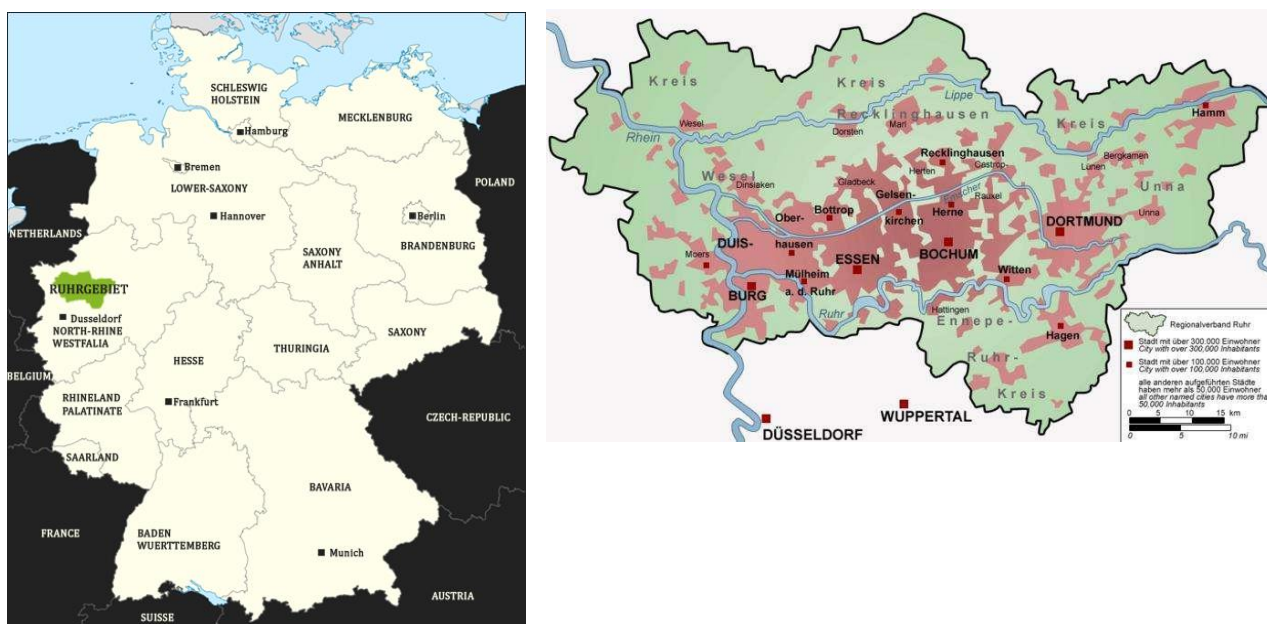 SCHLESWIG
HOLSTEIN
MECKLENBURG
Hamburg
Bremen
LOWER-SAXONY
POLAND
Hannover
Berlin
NETHERLANDS
BRANDENBURG
SAXONY
ANHALT
RUHRGEBIET
Dusseldorf
NORTH-RHINE
WESTFALIA
SAXONY
THURINGIA
HESSE
BELGIUM
RHINELAND
PALATINATE
Frankfurt
CZECH-REPUBLIC
SAARLAND
BAVARIA
FRANCE
BADEN
WUERTTEMBERG
Munich
AUSTRIA
SUISSE
Kreis
Kreis
Lippe
Recklinghausen
Hamm
Wesel
Dorsten
Marl
Kreis
Rhein
Recklinghausen
Bergkamen
Wesel
Herten
Castrop-
Lünen
Dinslaken
Gladbeck
Unna
Gelsen-
Emscher
Rauxel
Ober-
Bottrop
kirchen
Herne
Unna
DORTMUND
DUIS-
hausen
BOCHUM
Moers
ESSEN
Mülheim
Witten
BURG
a. d. Ruhr
Ruhr
Hattingen
Ennepe-
Hagen
Ruhr-
Kreis
WUPPERTAL
DÜSSELDORF
Regionalverband Ruhr
Stadt mit über 300.000 Einwohner
City with over 300,000 Inhabitants
Stadt mit über 100.000 Einwohner
City with over 100,000 Inhabitants
alle anderen aufgeführten Städte
haben mehr als 50.000 Einwohner
all other named cities have more tha
50,000 Inhabitants
0 5 10 15 km
0 5 10 mi